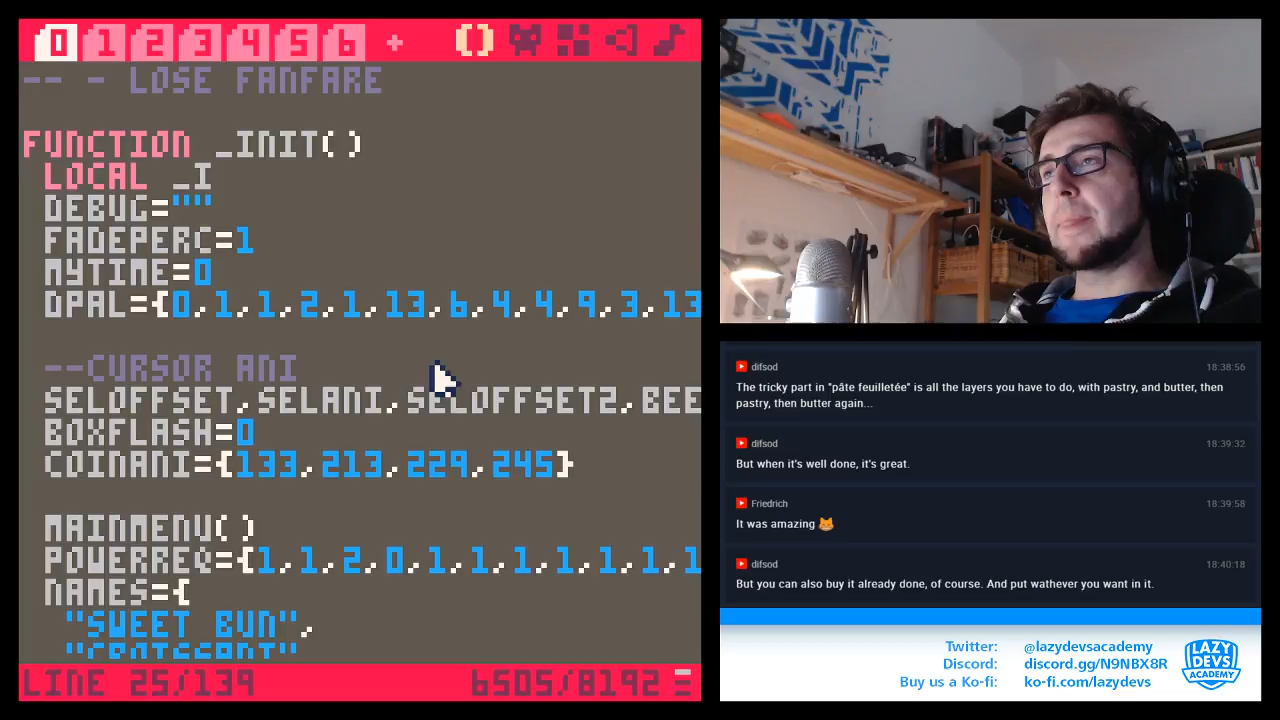 0 1 2 3 4 5 6 + ()
-- - LOSE FANFARE
FUNCTION _INIT()
LOCAL _I
DEBUG=""
FADEPERC=1
MYTIME=0
DPAL={0,1,1,2,1,13,6,4,4,9,3,13
--CURSOR ANI
SELOFFSET,SELANI,SELOFFSET2,BEE
BOXFLASH=0
COINANI={133,213,229,245}
MAINMENU()
POWERREQ={1,1,2,0,1,1,1,1,1,1,1
NAMES={
"SWEET BUN",
LINE 25/139
6505/8192
difsod 18:38:56
The tricky part in "pâte feuilletée" is all the layers you have to do, with pastry, and butter, then
pastry, then butter again...
difsod 18:39:32
But when it's well done, it's great.
Friedrich 18:39:58
It was amazing
difsod 18:40:18
But you can also buy it already done, of course. And put wathever you want in it.
Twitter: @lazydevsacademy
Discord: discord.gg/N9NBX8R
Buy us a Ko-fi: ko-fi.com/lazydevs
LAZY
DEVS
ACADEMY